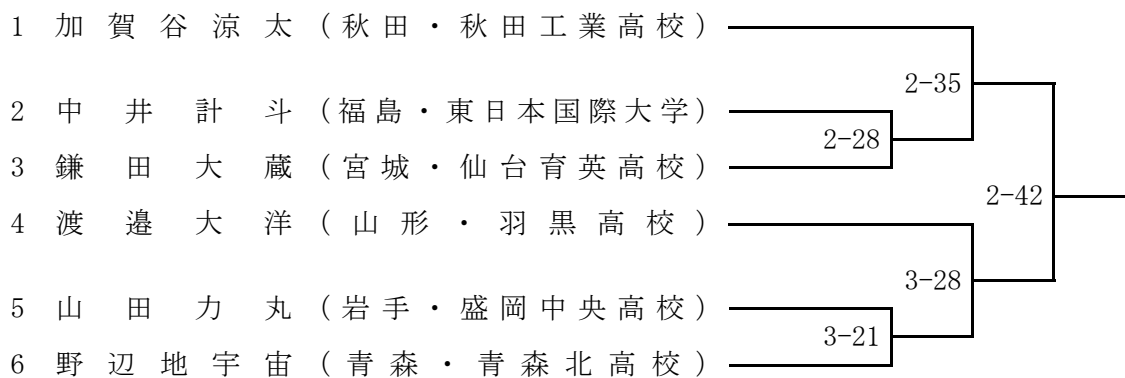 1 加賀谷涼太 (秋田・秋田工業高校)
2-35
2 中井計斗 (福島・東日本国際大学)
2-28
3 鎌田大蔵 (宮城・仙台育英高校)
2-42
4 渡邉大洋 (山形・羽黒高校)
3-28
5 山田力丸 (岩手・盛岡中央高校)
3-21
6 野辺地宇宙 (青森・青森北高校)